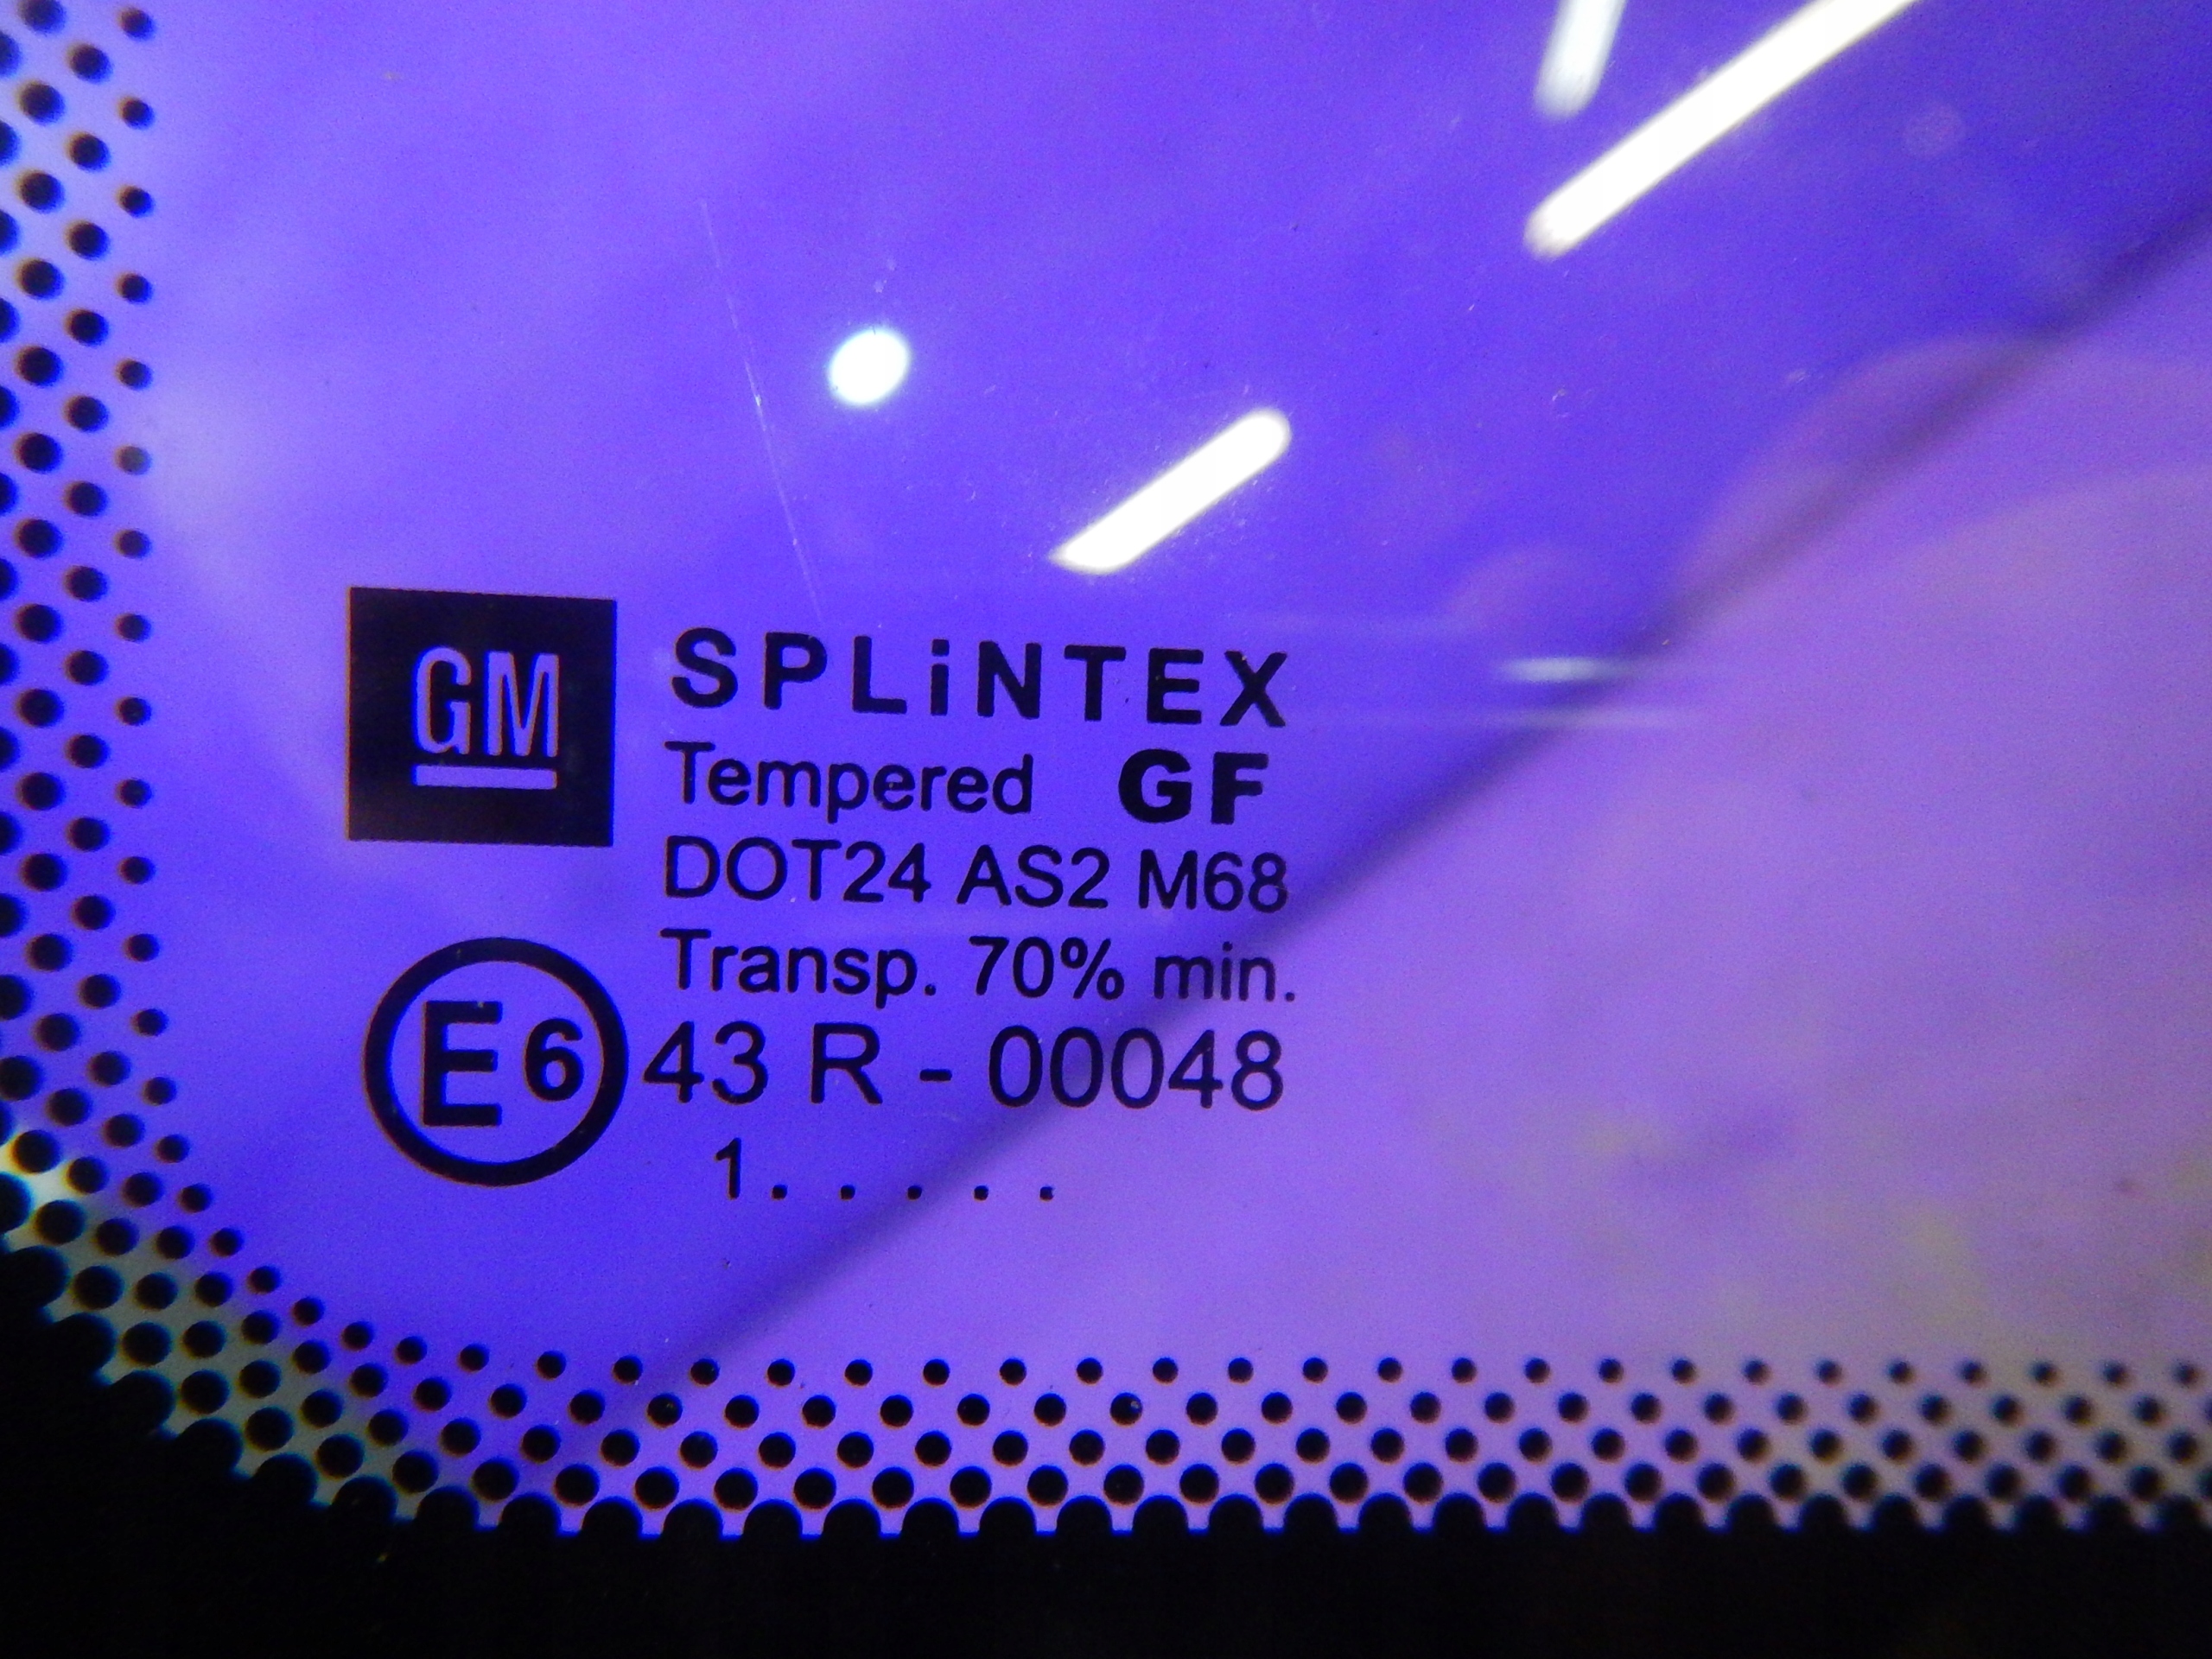 GM
SPLiNTEX
Tempered GF
DOT24 AS2 M68
Transp. 70% min.
E6 43 R - 00048
1. . . . .